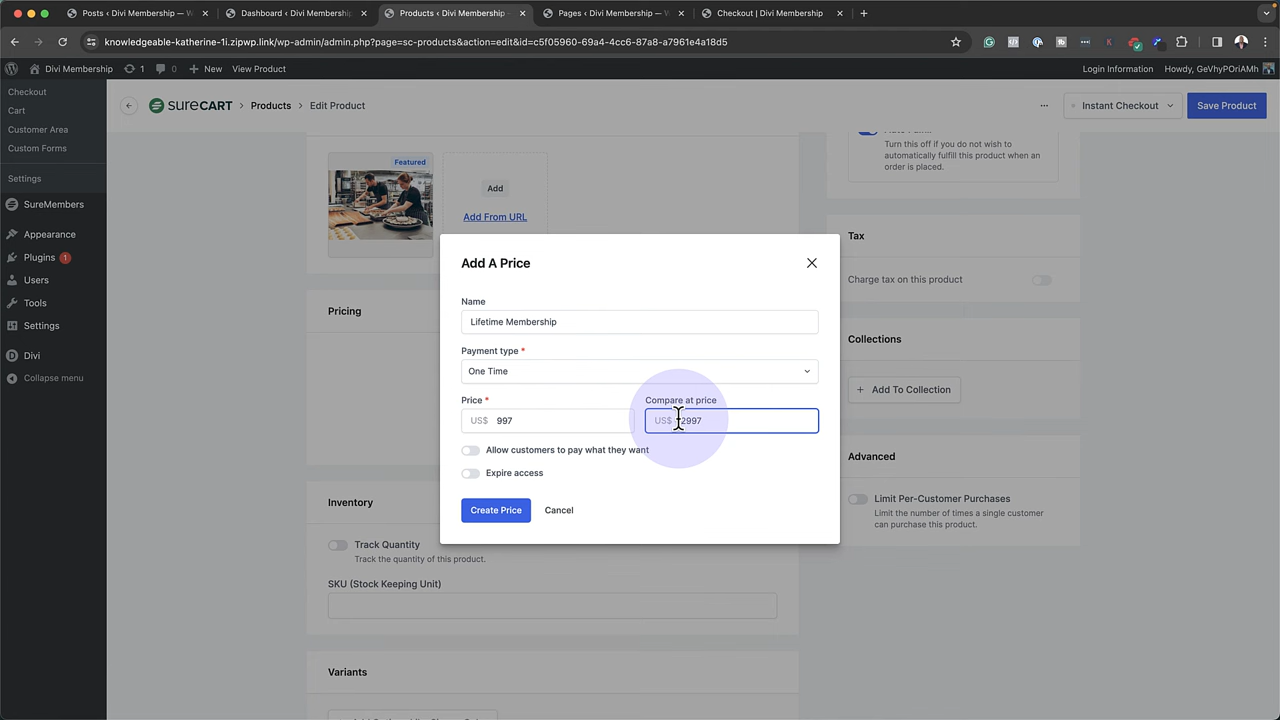 Posts ‹ Divi Membership — W
Dashboard ‹ Divi Membership
Products ‹ Divi Membership -
Pages ‹ Divi Membership — W
Checkout | Divi Membership
knowledgeable-katherine-1i.zipwp.link/wp-admin/admin.php?page=sc-products&action=edit&id=c5f05960-69a4-4cc6-87a8-a7961e4a18d5
Divi Membership
1
0
New
View Product
Login Information
Howdy, GeVhyPOriAMh
Checkout
Cart
Customer Area
Custom Forms
Settings
SureMembers
Appearance
Plugins 1
Users
Tools
Settings
Divi
Collapse menu
SURECART
Products
Edit Product
Instant Checkout
Save Product
Featured
Add
Add From URL
Turn this off if you do not wish to
automatically fulfill this product when an
order is placed.
Pricing
Add A Price
Name
Lifetime Membership
Payment type *
One Time
Price *
Compare at price
US$ 997
US$ 2997
Allow customers to pay what they want
Expire access
Create Price
Cancel
Tax
Charge tax on this product
Collections
Add To Collection
Advanced
Limit Per-Customer Purchases
Limit the number of times a single customer
can purchase this product.
Inventory
Track Quantity
Track the quantity of this product.
SKU (Stock Keeping Unit)
Variants